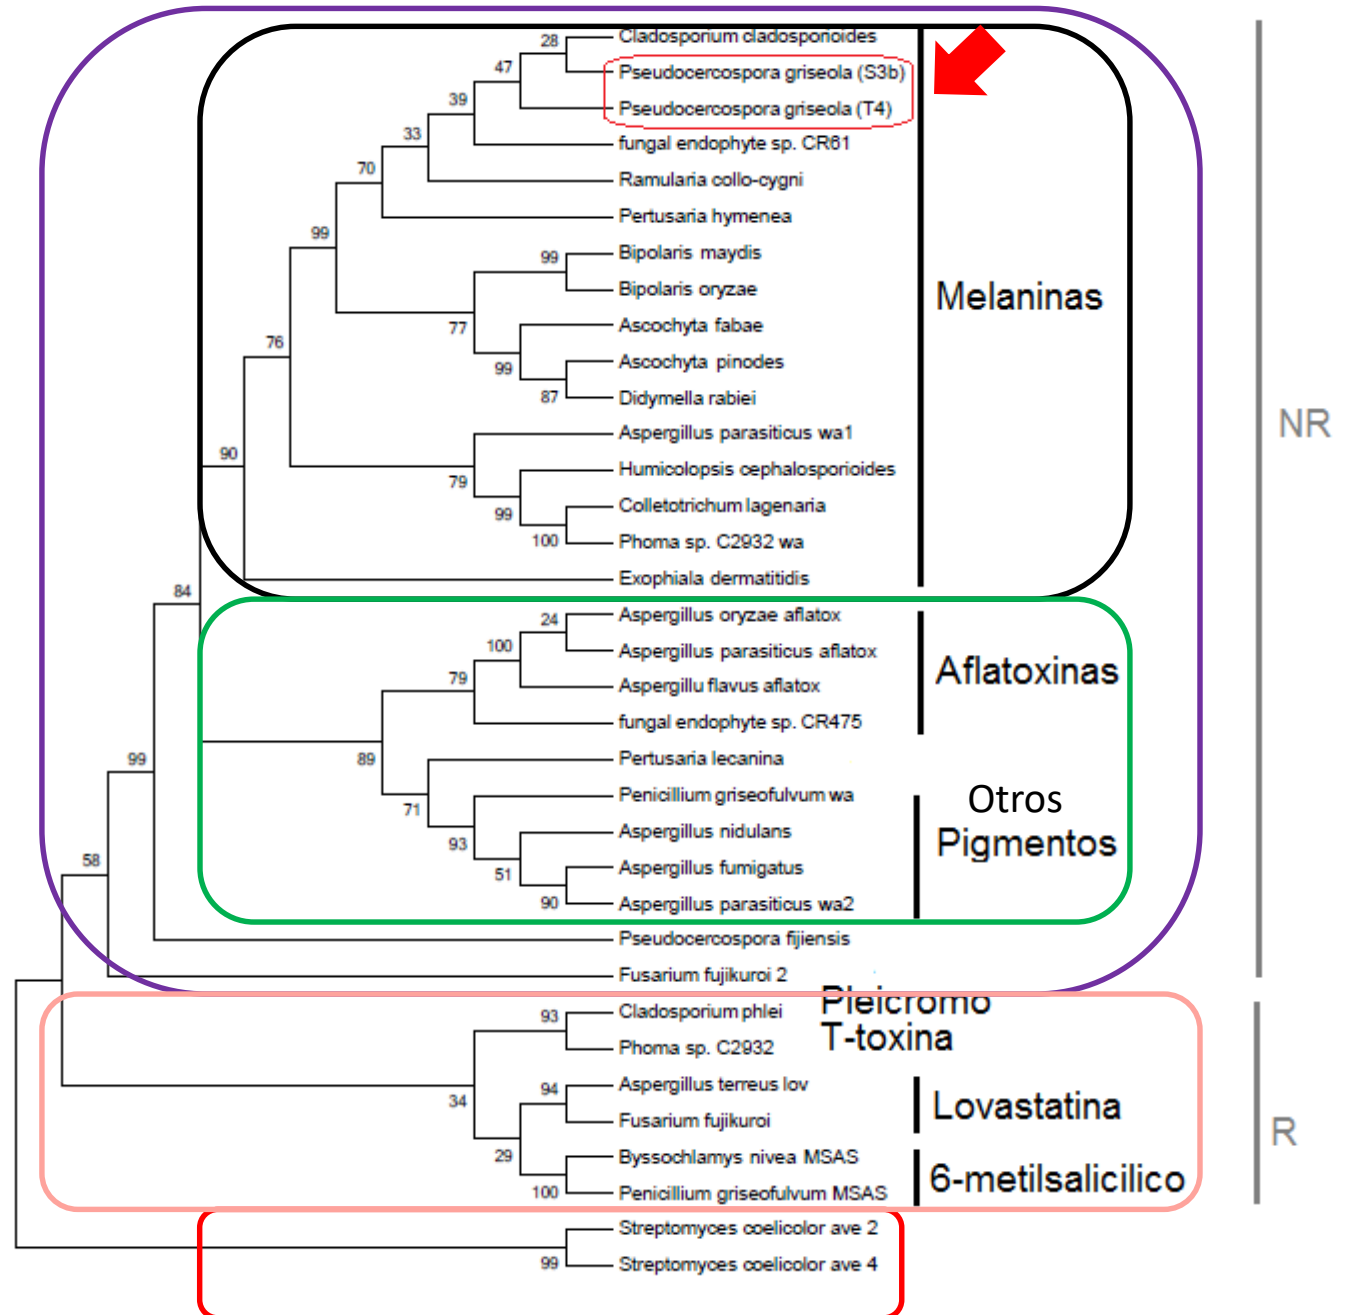 28
Cladosporium cladosporioides
47
Pseudocercospora griseola (S3b)
39
Pseudocercospora griseola (T4)
33
fungal endophyte sp. CR61
70
Ramularia collo-cygni
Pertusaria hymenea
99
99
Bipolaris maydis
Bipolaris oryzae
Melaninas
77
Ascochyta fabae
76
99
Ascochyta pinodes
87
Didymella rabiei
NR
Aspergillus parasiticus wa1
90
Humicolopsis cephalosporioides
79
99
Colletotrichum lagenaria
100
Phoma sp. C2932 wa
Exophiala dermatitidis
84
24
Aspergillus oryzae aflatox
100
Aspergillus parasiticus aflatox
Aflatoxinas
79
Aspergillu flavus aflatox
fungal endophyte sp. CR475
99
89
Pertusaria lecanina
Penicillium griseofulvum wa
Otros
71
Aspergillus nidulans
Pigmentos
93
58
51
Aspergillus fumigatus
90
Aspergillus parasiticus wa2
Pseudocercospora fijiensis
Fusarium fujikuroi 2
Pleicromo
93
Cladosporium phlei
T-toxina
Phoma sp. C2932
94
Aspergillus terreus lov
34
Lovastatina
Fusarium fujikuroi
R
29
Byssochlamys nivea MSAS
6-metilsalicilico
100
Penicillium griseofulvum MSAS
Streptomyces coelicolor ave 2
99
Streptomyces coelicolor ave 4